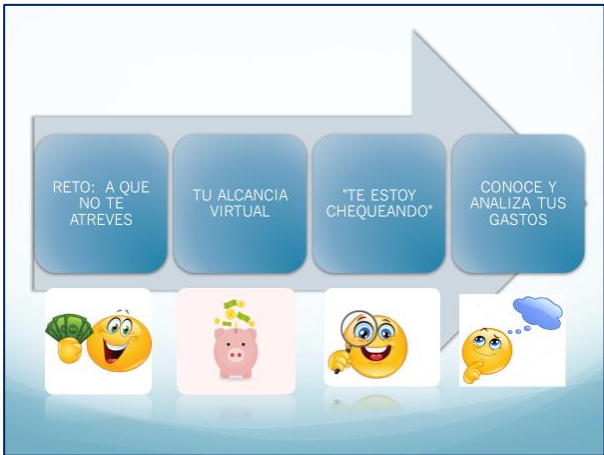 RETO: A QUE
NO TE
ATREVES
TU ALCANCIA
VIRTUAL
"TE ESTOY
CHEQUEANDO"
CONOCE Y
ANALIZA TUS
GASTOS